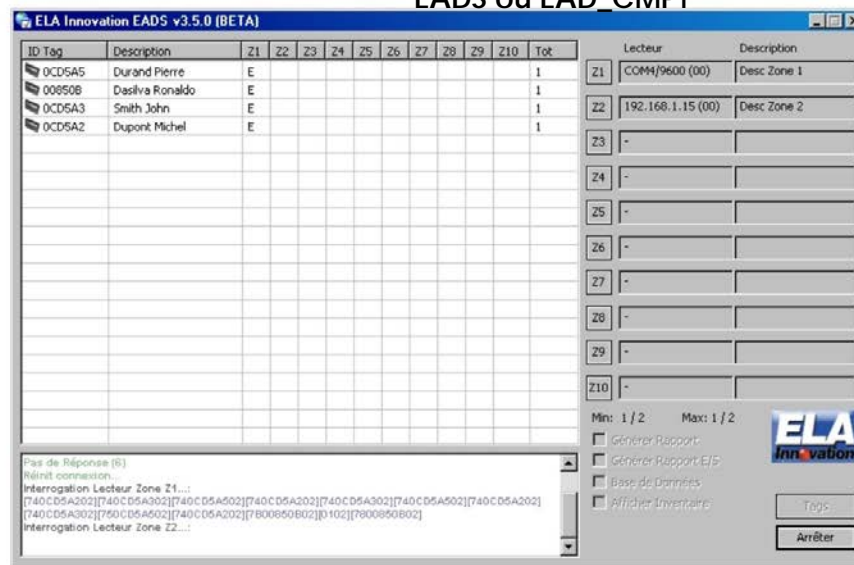 EADS ou EAD_CMPT
ELA Innovation EADS v3.5.0 (BETA)
ID Tag Description Z1 Z2 Z3 Z4 Z5 Z6 Z7 Z8 Z9 Z10 Tot
0CD5A5 Durand Pierre E 1
00850B Dasilva Ronaldo E 1
0CD5A3 Smith John E 1
0CD5A2 Dupont Michel E 1
Lecteur Description
Z1 COM4/9600 (00) Desc Zone 1
Z2 192.168.1.15 (00) Desc Zone 2
Z3 -
Z4 -
Z5 -
Z6 -
Z7 -
Z8 -
Z9 -
Z10 -
Min: 1 / 2 Max: 1 / 2
Générer Rapport
Générer Rapport E/S
Base de Données
Afficher Inventaire
ELA
Innovation
Tags
Arrêter
Pas de Réponse (6)
Réinit connexion...
Interrogation Lecteur Zone Z1...:
[740CD5A202][740CD5A302][740CD5A502][740CD5A202][740CD5A302][740CD5A502][740CD5A202]
[740CD5A302][750CD5A502][740CD5A202][7B00850B02][D102][7800850B02]
Interrogation Lecteur Zone Z2...: